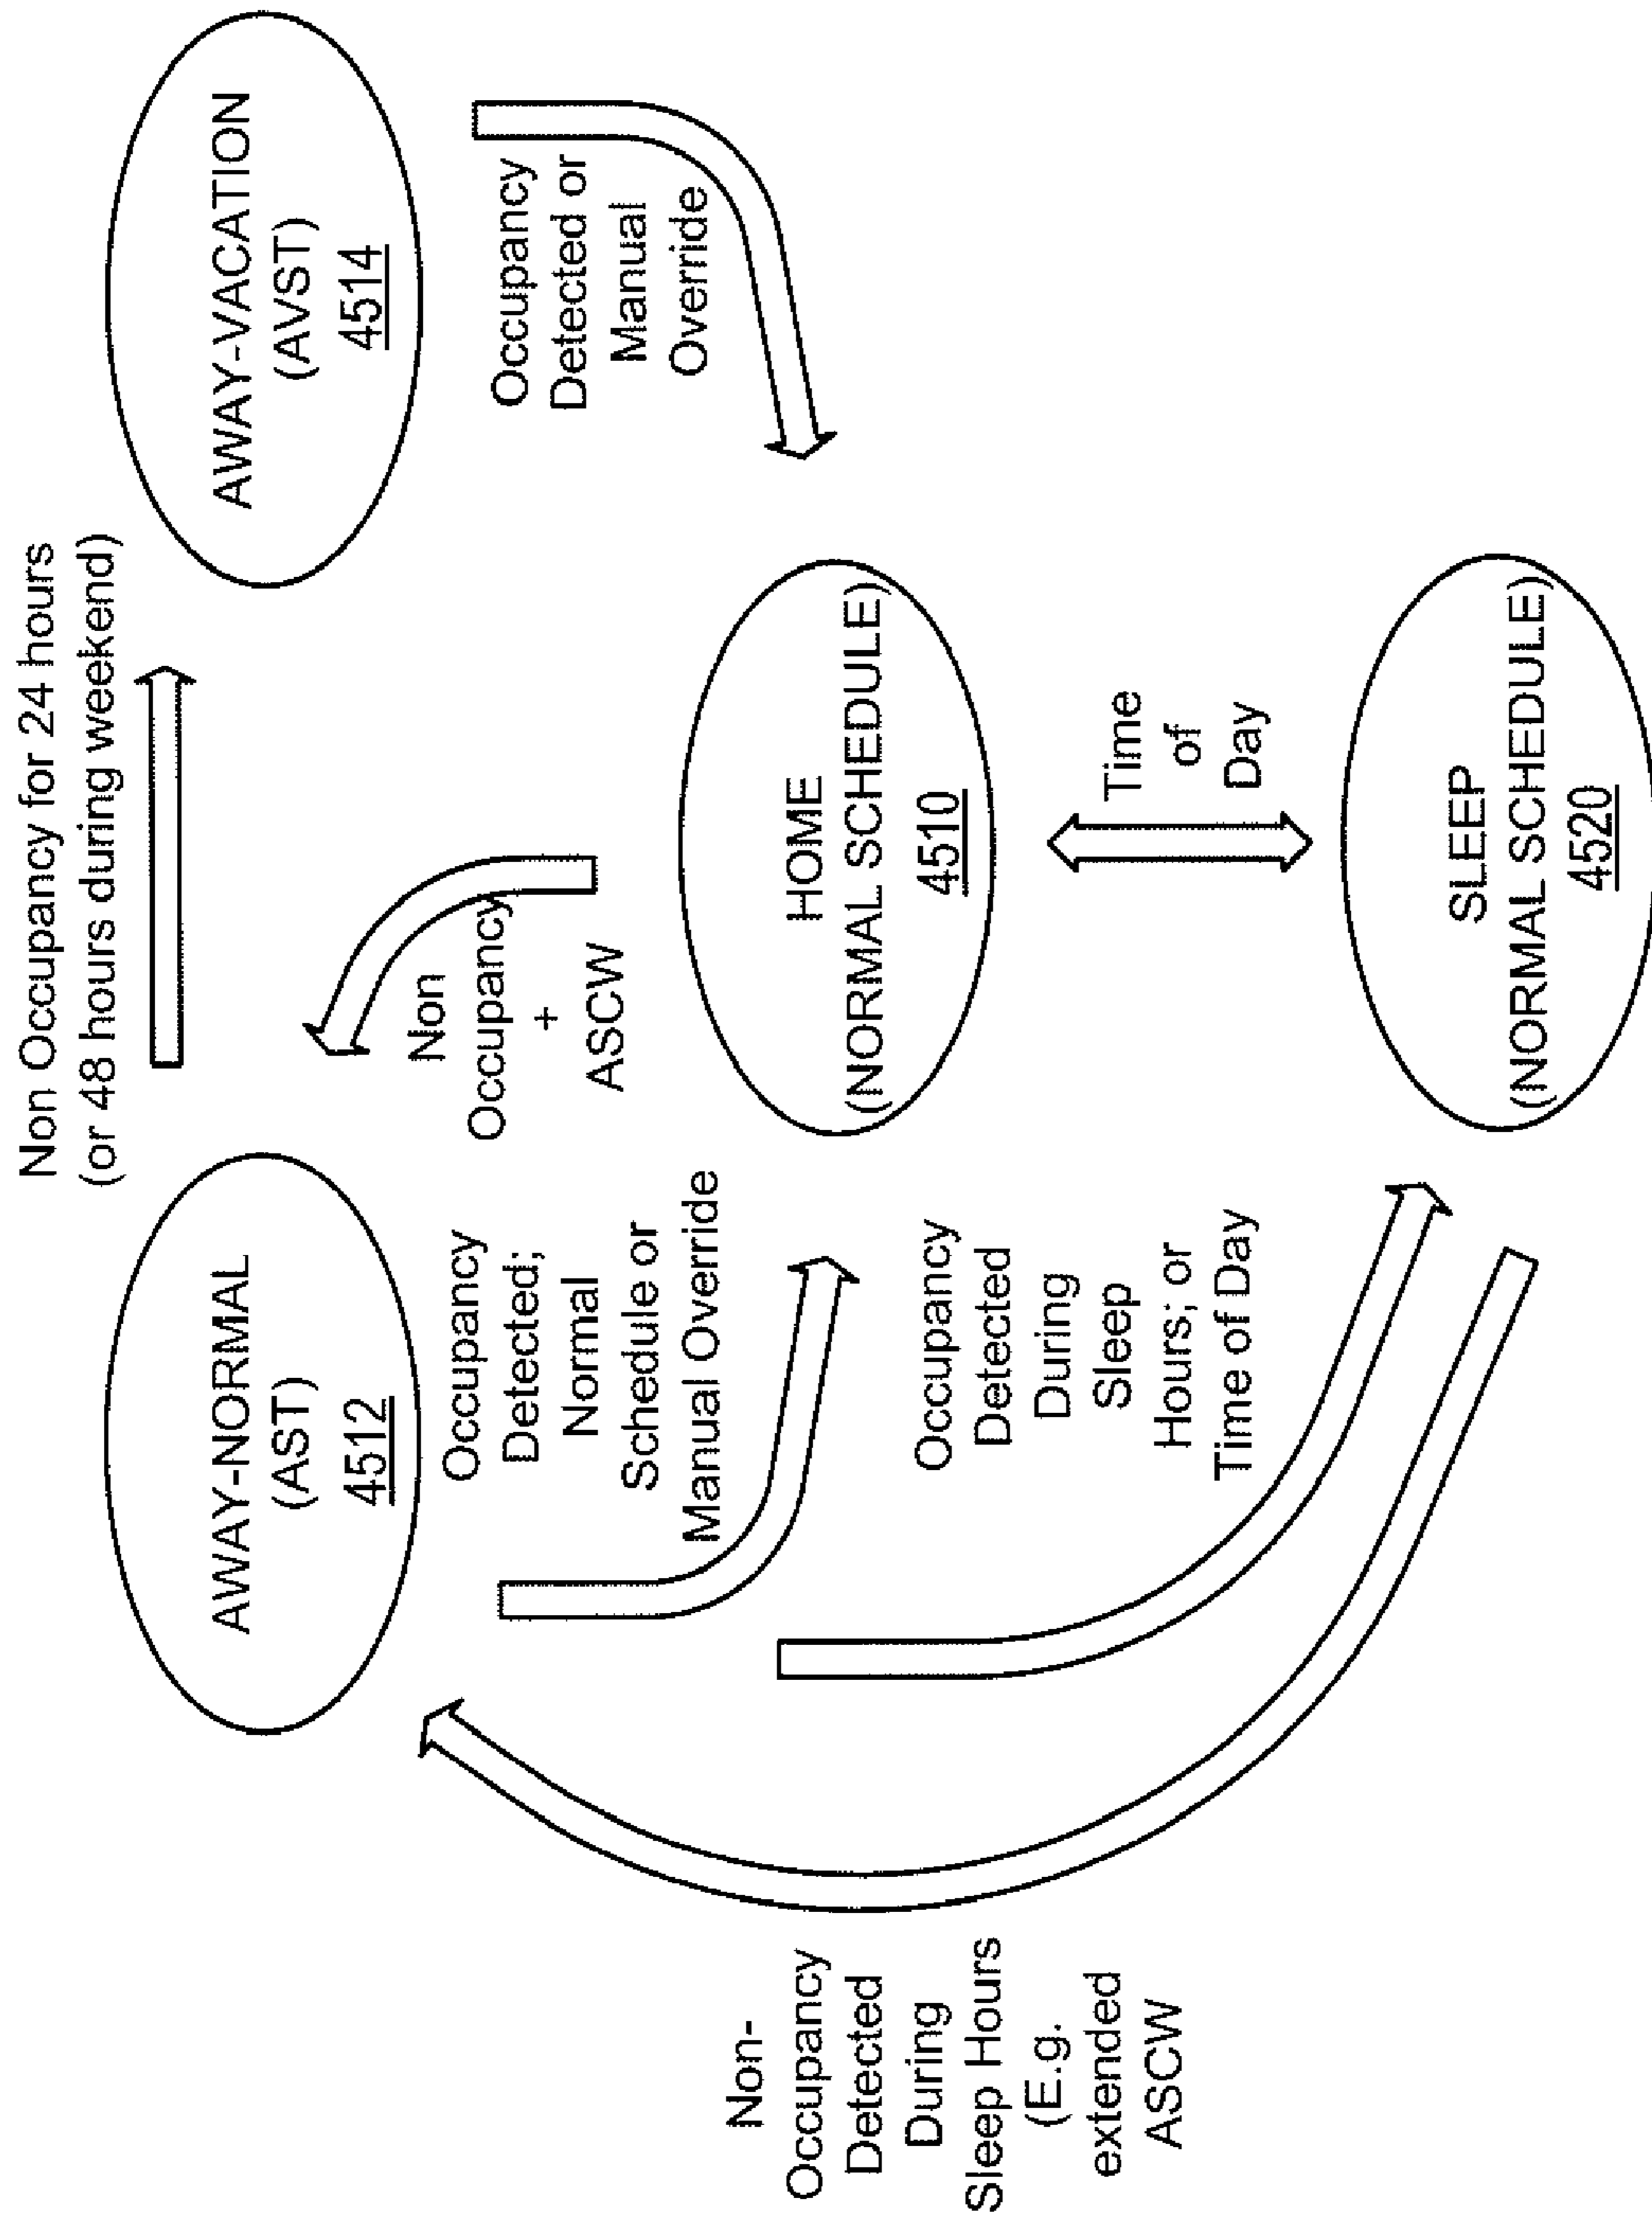 Non Occupancy for 24 hours
(or 48 hours during weekend)
AWAY-NORMAL
(AST)
4512
AWAY-VACATION
(AVST)
4514
Occupancy
Detected;
Normal
Schedule or
Manual Override
Non
Occupancy
+
ASCW
Occupancy
Detected or
Manual
Override
HOME
(NORMAL SCHEDULE)
4510
Non-
Occupancy
Detected
During
Sleep Hours
(E.g.
extended
ASCW
Occupancy
Detected
During
Sleep
Hours; or
Time of Day
Time
of
Day
SLEEP
(NORMAL SCHEDULE)
4520